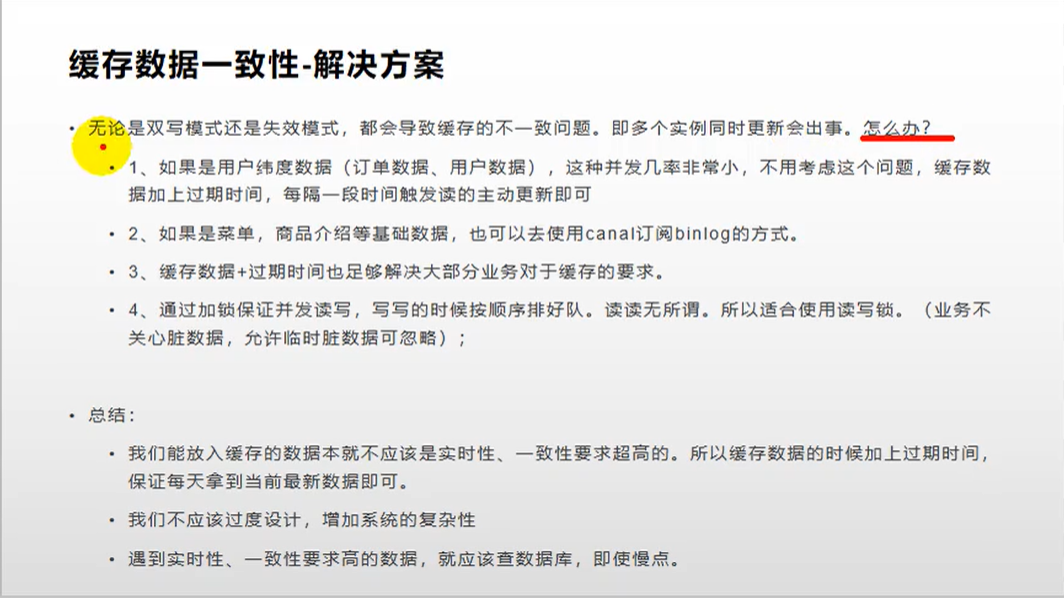 缓存数据一致性-解决方案
• 无论是双写模式还是失效模式，都会导致缓存的不一致问题。即多个实例同时更新会出事。怎么办？
• 1、如果是用户纬度数据（订单数据、用户数据），这种并发几率非常小，不用考虑这个问题，缓存数
据加上过期时间，每隔一段时间触发读的主动更新即可
• 2、如果是菜单，商品介绍等基础数据，也可以去使用canal订阅binlog的方式。
• 3、缓存数据+过期时间也足够解决大部分业务对于缓存的要求。
• 4、通过加锁保证并发读写，写写的时候按顺序排好队。读读无所谓。所以适合使用读写锁。（业务不
关心脏数据，允许临时脏数据可忽略）；
• 总结：
• 我们能放入缓存的数据本就不应该是实时性、一致性要求超高的。所以缓存数据的时候加上过期时间，
保证每天拿到当前最新数据即可。
• 我们不应该过度设计，增加系统的复杂性
• 遇到实时性、一致性要求高的数据，就应该查数据库，即使慢点。